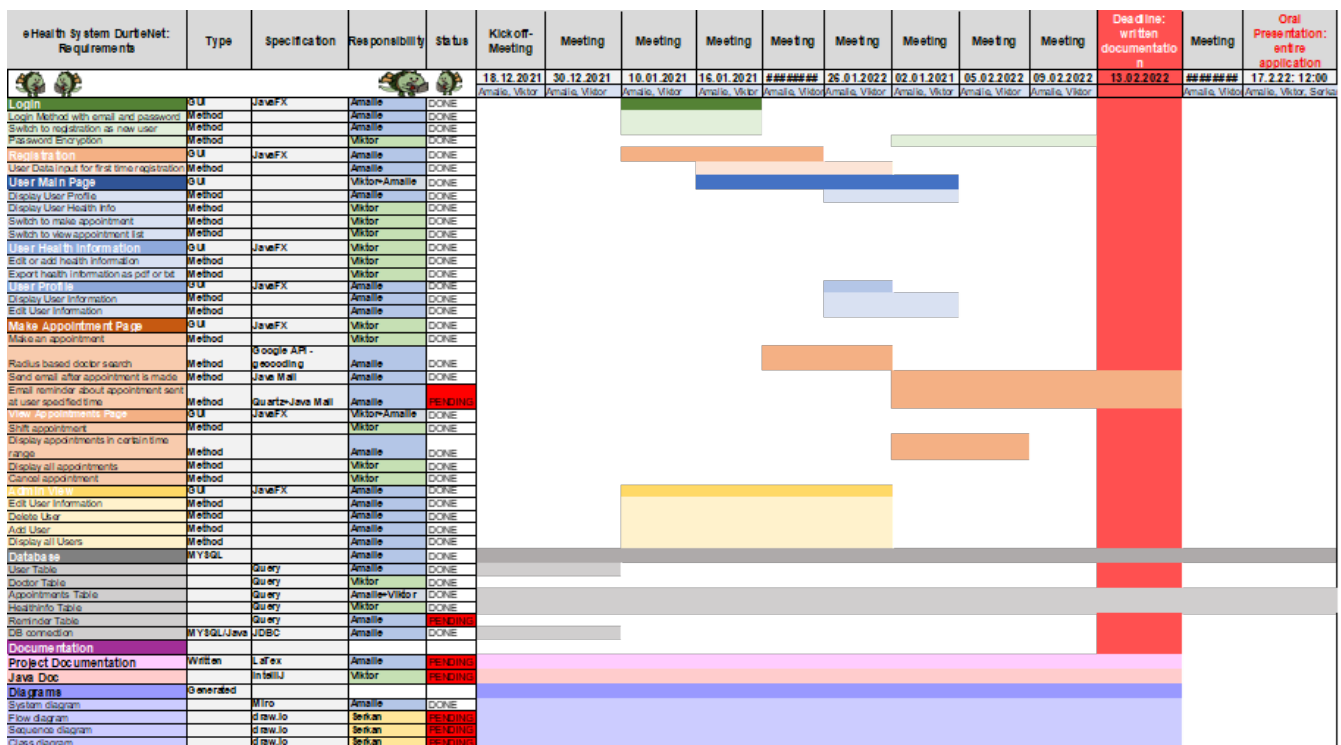 eHealth System DurtleNet: Requirements Type Specification Responsibility Status Kickoff-Meeting Meeting Meeting Meeting Meeting Meeting Meeting Meeting Meeting Deadline: written documentation Meeting Oral Presentation: entire application
18.12.2021 30.12.2021 10.01.2021 16.01.2021 ######## 26.01.2022 02.01.2021 05.02.2022 09.02.2022 13.02.2022 ######## 17.2.22: 12:00
Amalie, Viktor Amalie, Viktor Amalie, Viktor Amalie, Viktor Amalie, Viktor Amalie, Viktor Amalie, Viktor Amalie, Viktor Amalie, Viktor Amalie, Vikto Amalie, Viktor, Serka
Login GUI JavaFX Amalie DONE
Login Method with email and password Method Amalie DONE
Switch to registration as new user Method Amalie DONE
Password Encryption Method Viktor DONE
Registration GUI JavaFX Amalie DONE
User Data input for first time registration Method Amalie DONE
User Main Page GUI Viktor+Amalie DONE
Display User Profile Method Amalie DONE
Display User Health Info Method Viktor DONE
Switch to make appointment Method Viktor DONE
Switch to view appointment list Method Viktor DONE
User Health Information GUI JavaFX Viktor DONE
Edit or add health information Method Viktor DONE
Export health information as pdf or txt Method Viktor DONE
User Profile GUI JavaFX Amalie DONE
Display User Information Method Amalie DONE
Edit User Information Method Amalie DONE
Make Appointment Page GUI JavaFX Viktor DONE
Make an appointment Method Viktor DONE
Radius based doctor search Method Google API - geocoding Amalie DONE
Send email after appointment is made Method Java Mail Amalie DONE
Email reminder about appointment sent at user specified time Method Quartz+Java Mail Amalie PENDING
View Appointments Page GUI JavaFX Viktor+Amalie DONE
Shift appointment Method Viktor DONE
Display appointments in certain time range Method Amalie DONE
Display all appointments Method Viktor DONE
Cancel appointment Method Viktor DONE
Admin View GUI JavaFX Amalie DONE
Edit User Information Method Amalie DONE
Delete User Method Amalie DONE
Add User Method Amalie DONE
Display all Users Method Amalie DONE
Database MYSQL Amalie DONE
User Table Query Amalie DONE
Doctor Table Query Viktor DONE
Appointments Table Query Amalie+Viktor DONE
Healthinfo Table Query Viktor DONE
Reminder Table Query Amalie PENDING
DB connection MYSQL/Java JDBC Amalie DONE
Documentation
Project Documentation Written LaTex Amalie PENDING
Java Doc IntelliJ Viktor PENDING
Diagrams Generated
System diagram Miro Amalie DONE
Flow diagram draw.io Serkan PENDING
Sequence diagram draw.io Serkan PENDING
Class diagram draw.io Serkan PENDING